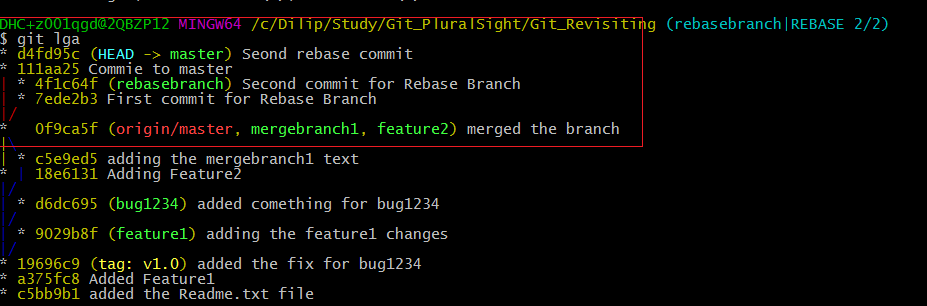 DHC+z001qgd@2QBZP12 MINGW64 /c/Dilip/Study/Git_PluralSight/Git_Revisiting (rebasebranch|REBASE 2/2)
$ git lga
* d4fd95c (HEAD -> master) Seond rebase commit
* 111aa25 Commie to master
| * 4f1c64f (rebasebranch) Second commit for Rebase Branch
| * 7ede2b3 First commit for Rebase Branch
|/
*   0f9ca5f (origin/master, mergebranch1, feature2) merged the branch
|\
| * c5e9ed5 adding the mergebranch1 text
* | 18e6131 Adding Feature2
|/
| * d6dc695 (bug1234) added comething for bug1234
|/
| * 9029b8f (feature1) adding the feature1 changes
|/
* 19696c9 (tag: v1.0) added the fix for bug1234
* a375fc8 Added Feature1
* c5bb9b1 added the Readme.txt file